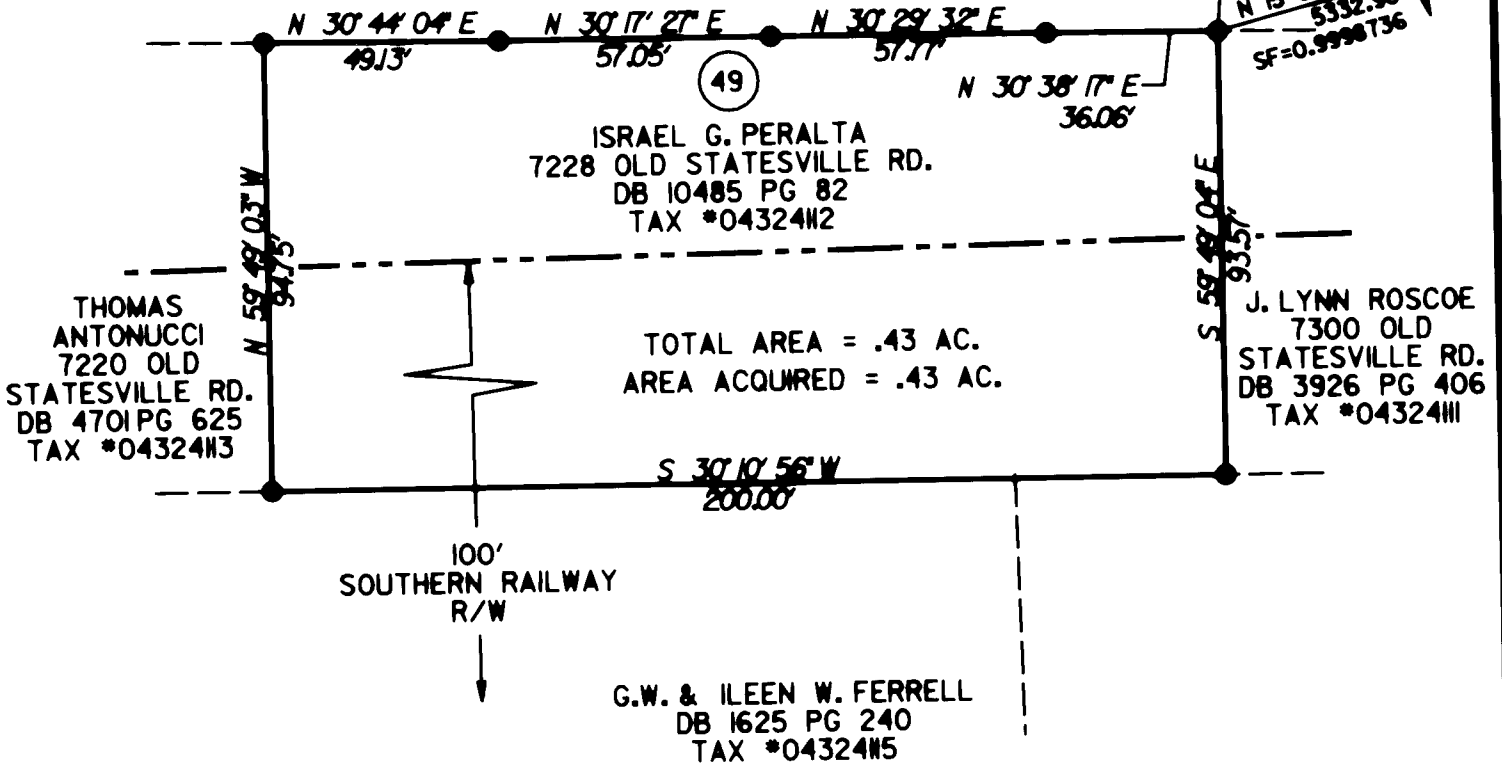 N 30° 44' 04" E
49.13'
N 30° 17' 27" E
57.05'
N 30° 29' 32" E
57.77'
N 30° 38' 17" E
36.06'
N 15
SF=0.9998736
49
ISRAEL G. PERALTA
7228 OLD STATESVILLE RD.
DB 10485 PG 82
TAX #04324112
N 59° 49' 03" W
94.75'
S 59° 49' 04" E
93.57'
THOMAS
ANTONUCCI
7220 OLD
STATESVILLE RD.
DB 4701 PG 625
TAX #04324113
TOTAL AREA = .43 AC.
AREA ACQUIRED = .43 AC.
J. LYNN ROSCOE
7300 OLD
STATESVILLE RD.
DB 3926 PG 406
TAX #04324111
S 30° 10' 56" W
200.00'
100'
SOUTHERN RAILWAY
R/W
G.W. & ILEEN W. FERRELL
DB 1625 PG 240
TAX #04324115